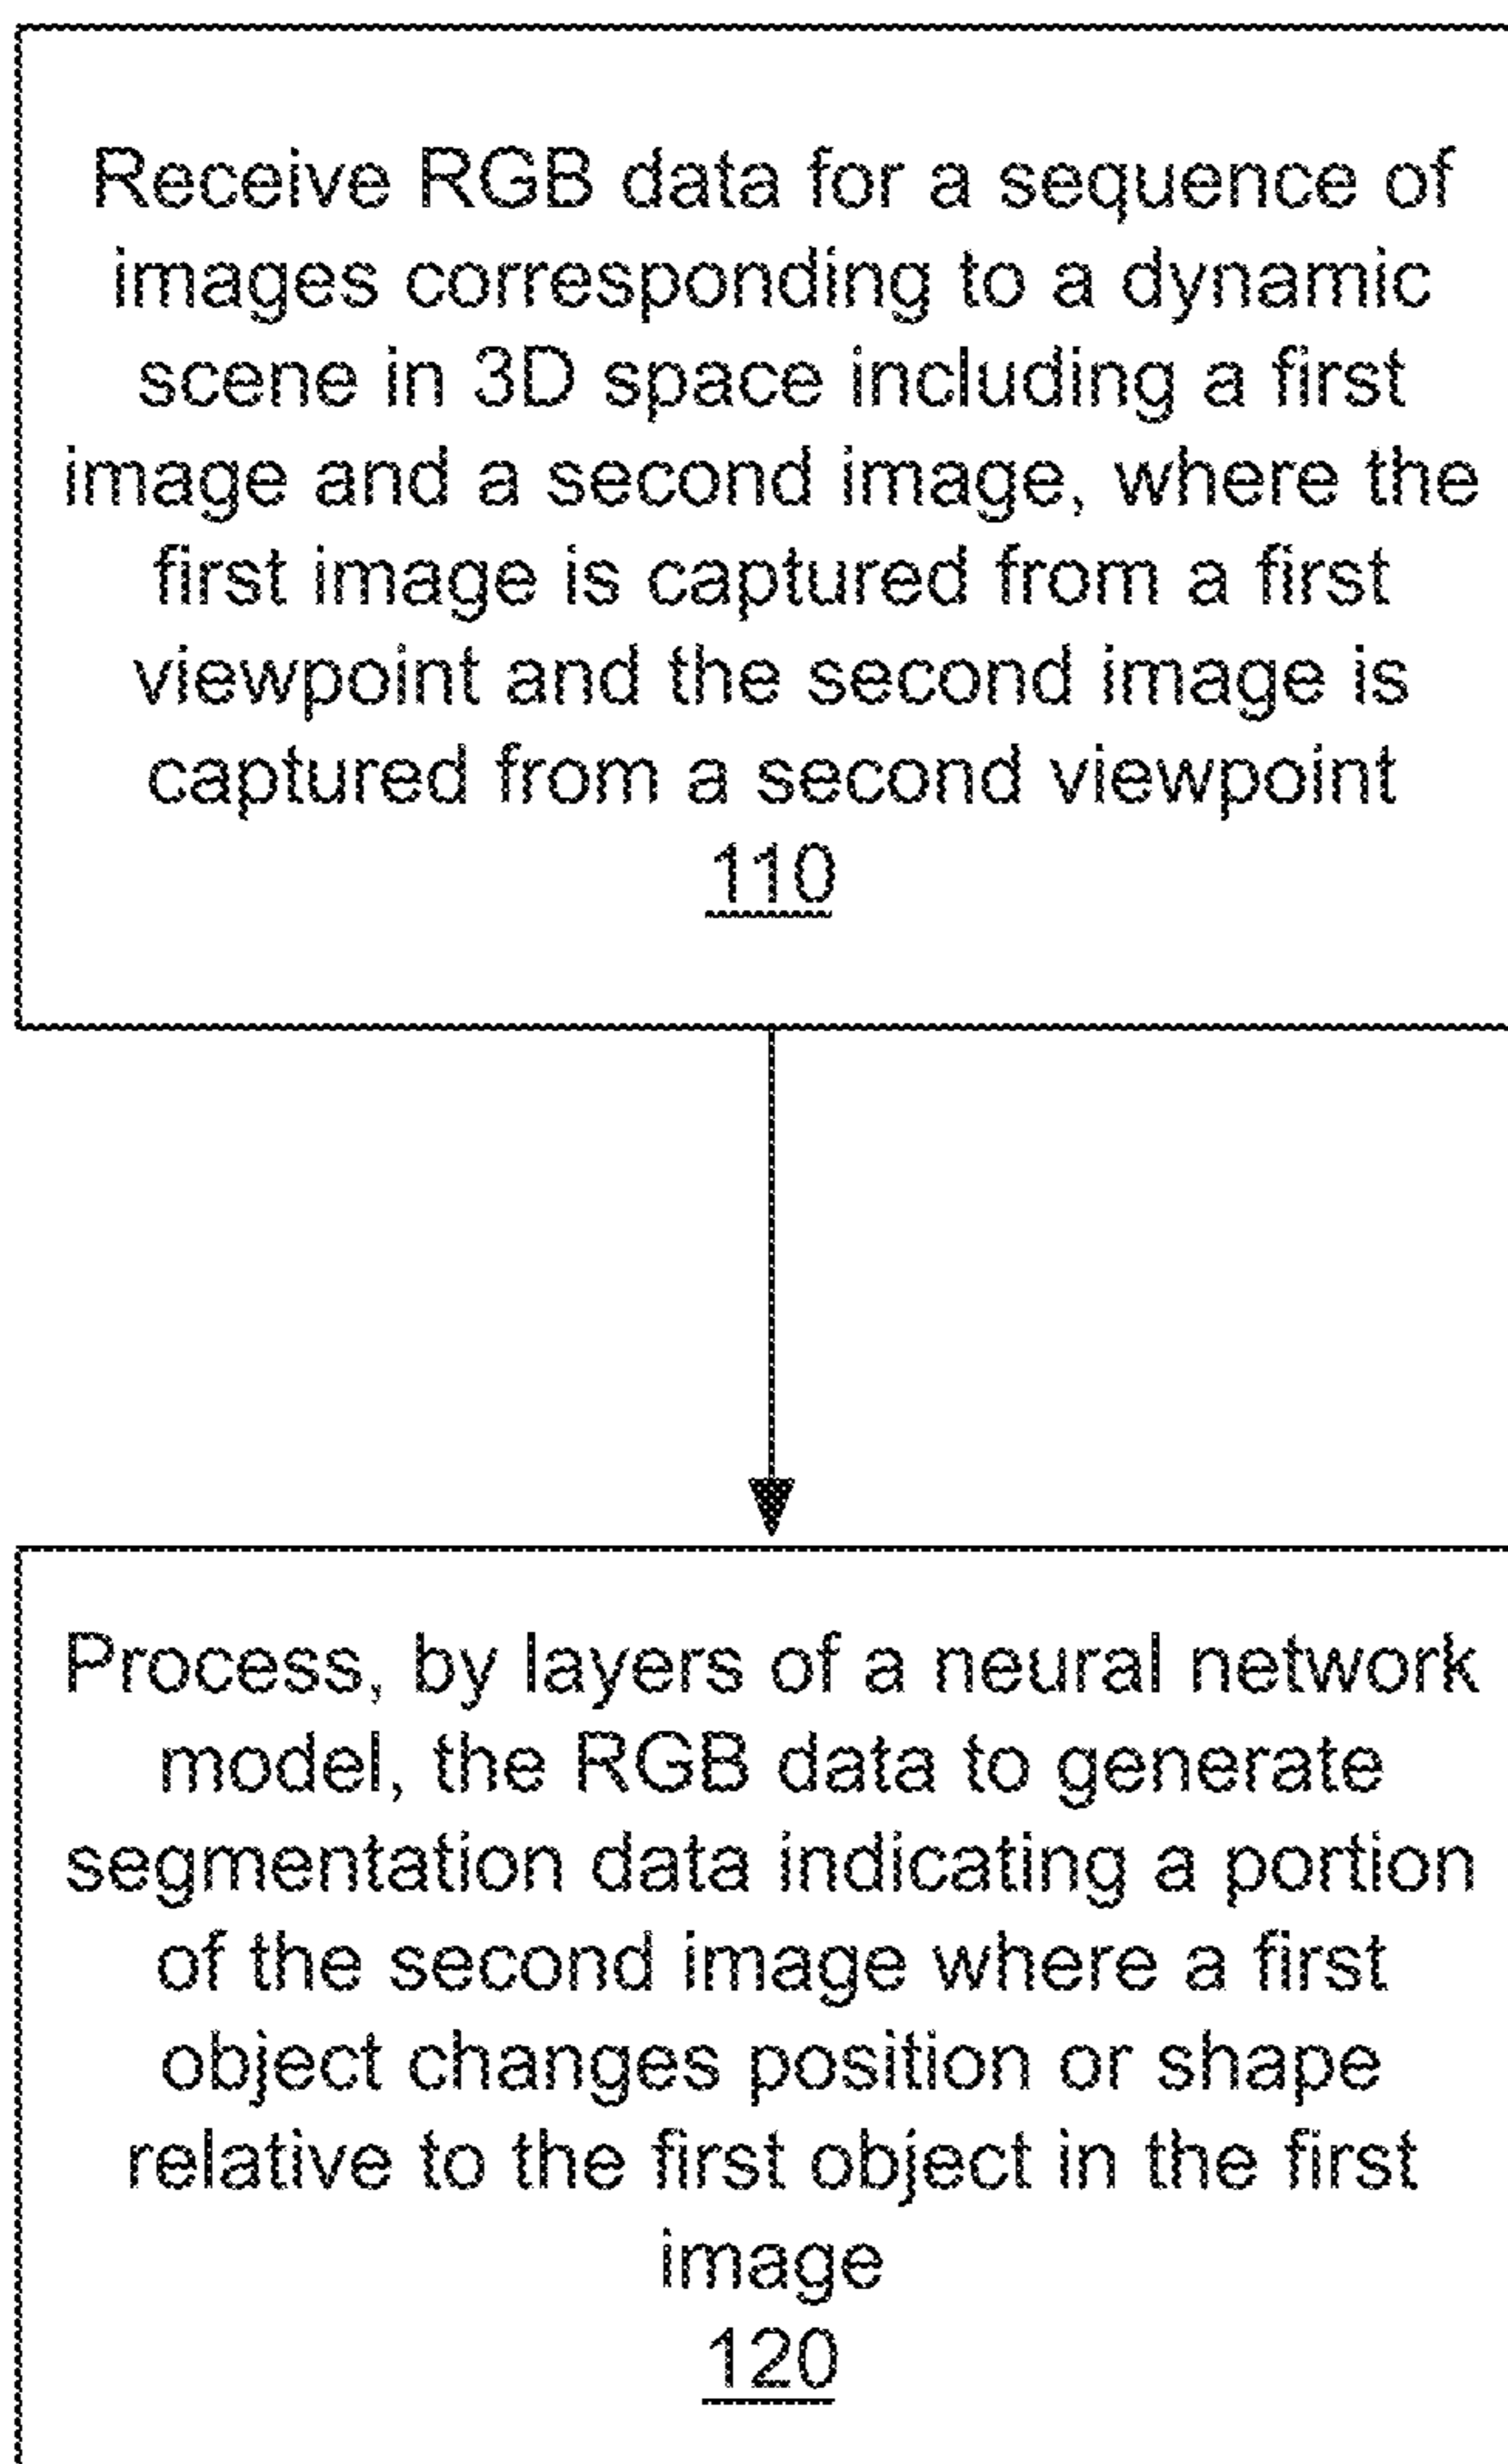 Receive RGB data for a sequence of
images corresponding to a dynamic
scene in 3D space including a first
image and a second image, where the
first image is captured from a first
viewpoint and the second image is
captured from a second viewpoint
110
Process, by layers of a neural network
model, the RGB data to generate
segmentation data indicating a portion
of the second image where a first
object changes position or shape
relative to the first object in the first
image
120